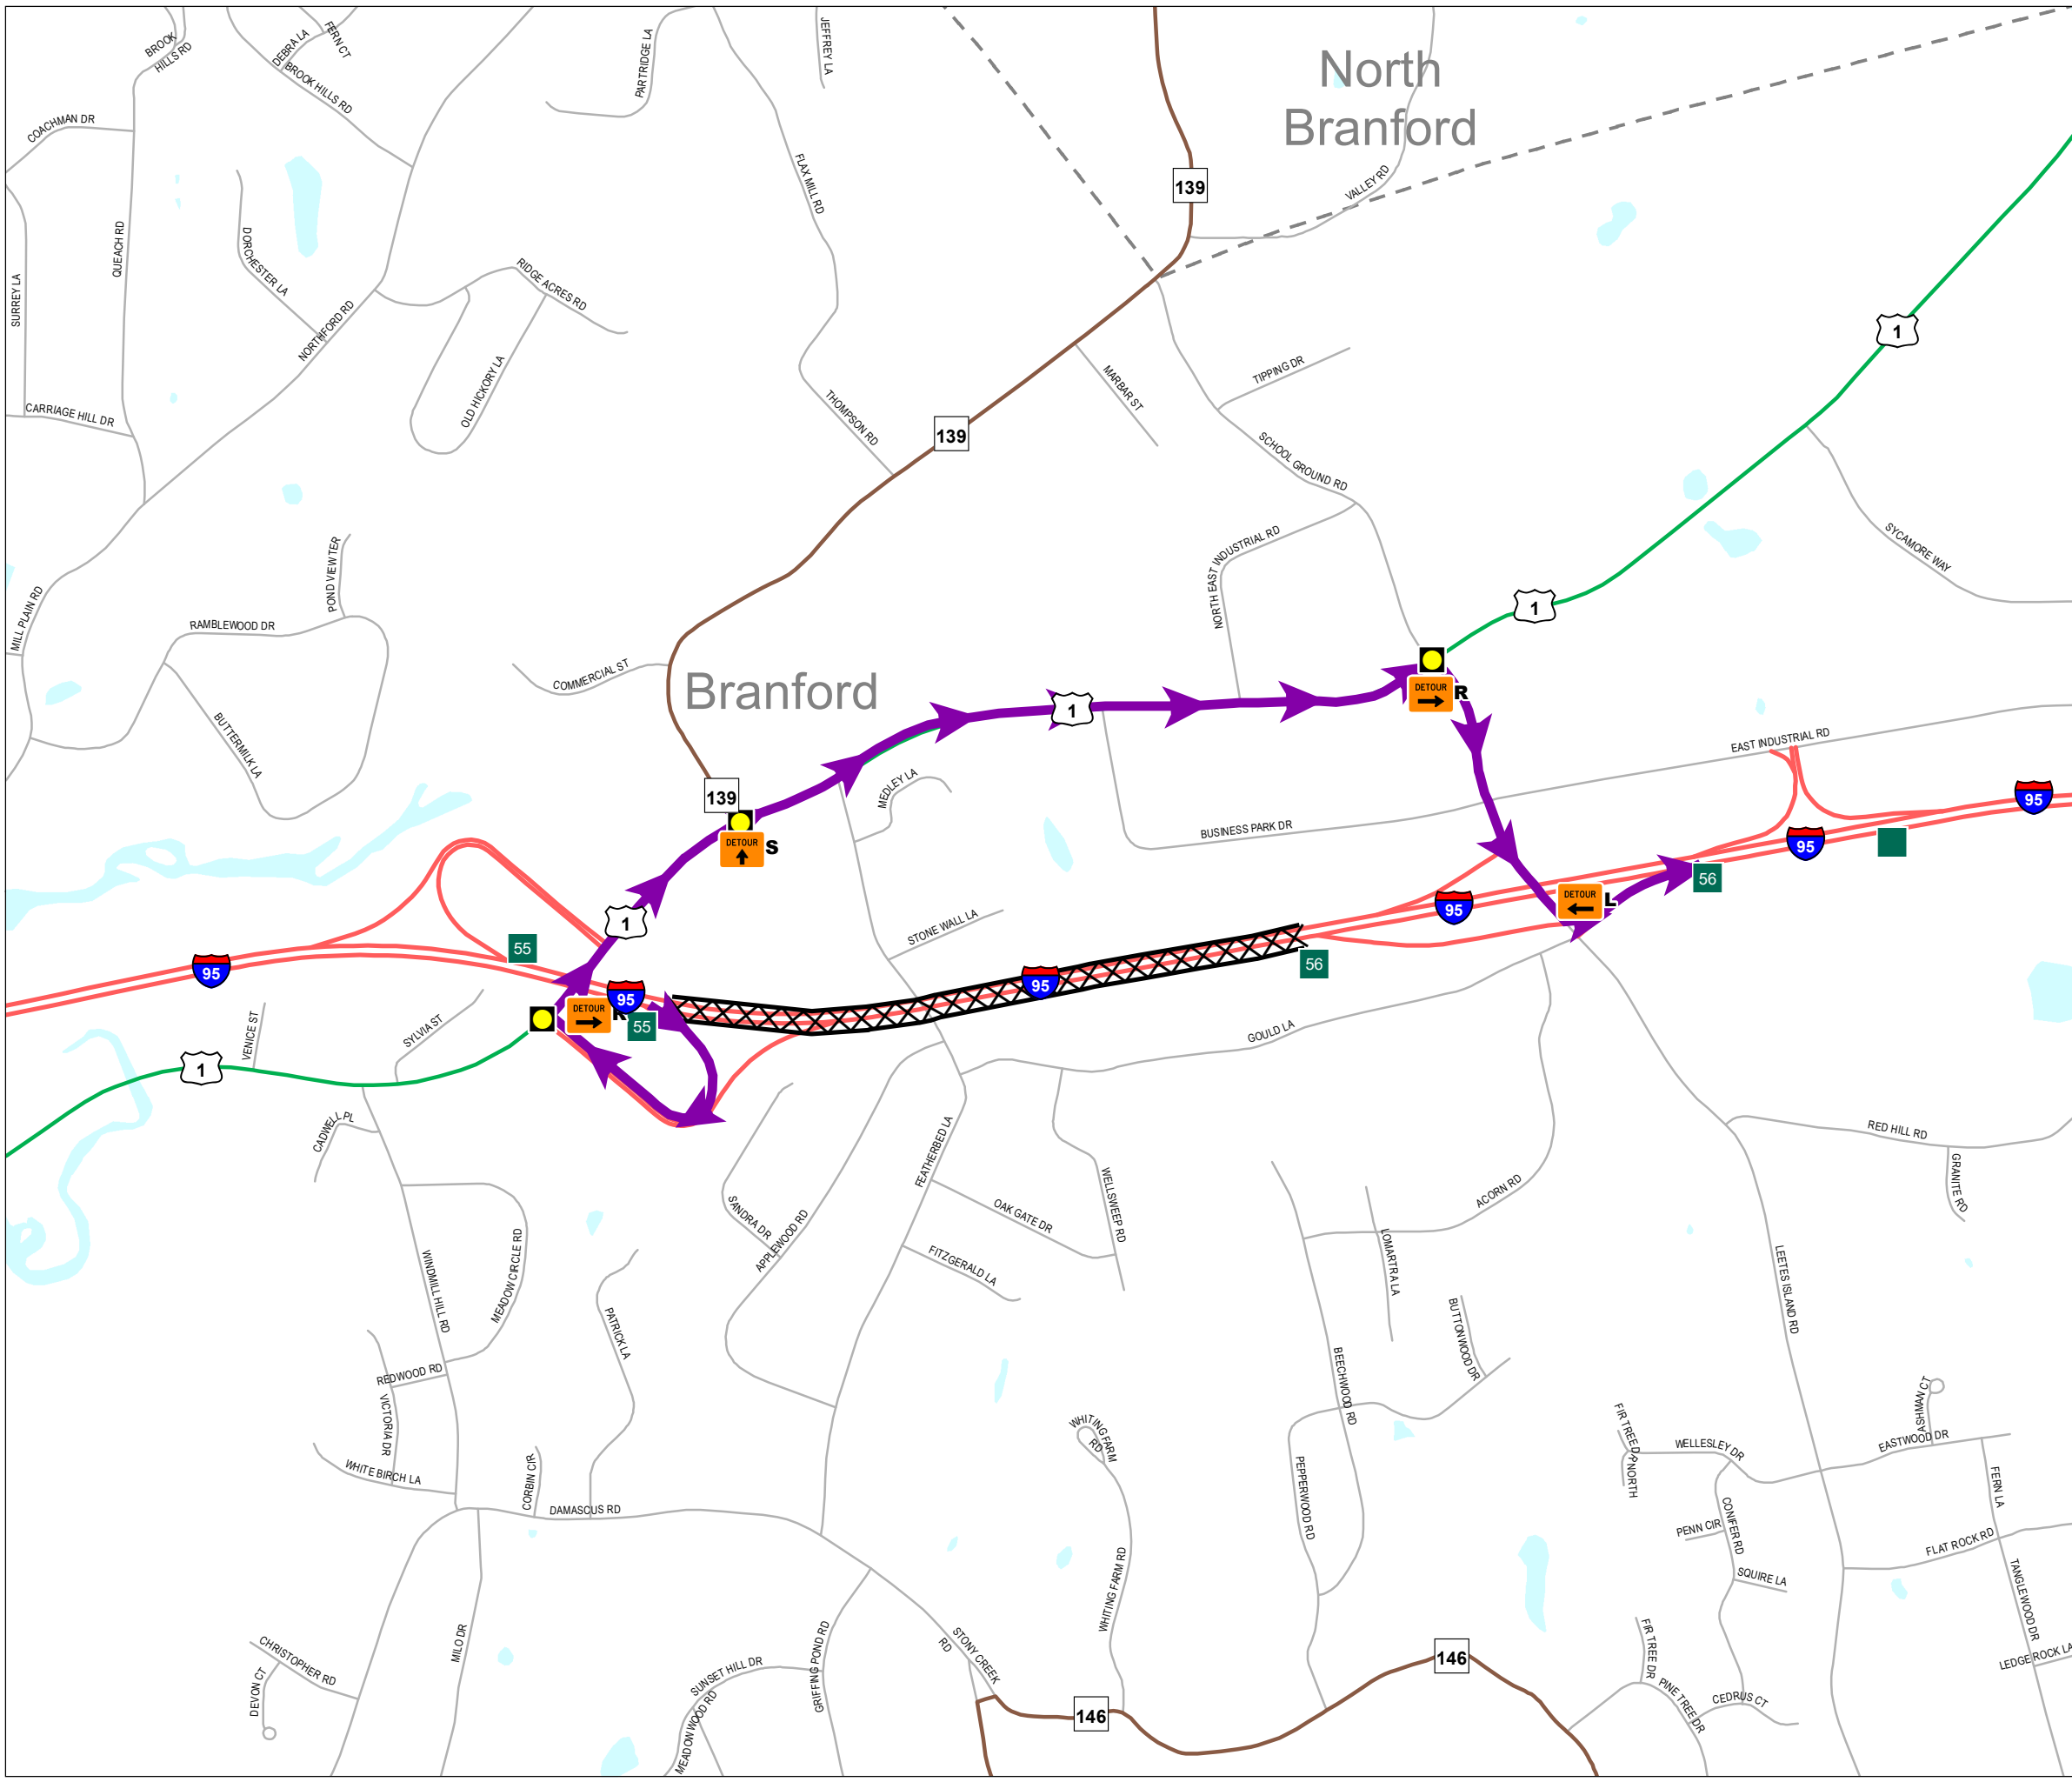 BROOK
HILLS RD
DEBRA LA
FERN CT
BROOK HILLS RD
PARTRIDGE LA
JEFFREY LA
North
Branford
COACHMAN DR
139
VALLEY RD
FLAX MILL RD
QUEACH RD
DORCHESTER LA
SURREY LA
RIDGE ACRES RD
NORTHFORD RD
1
OLD HICKORY LA
CARRIAGE HILL DR
THOMPSON RD
139
MARBAR ST
TIPPING DR
SCHOOL GROUND RD
NORTH EAST INDUSTRIAL RD
SYCAMORE WAY
POND VIEW TER
MILL PLAIN RD
RAMBLEWOOD DR
1
COMMERCIAL ST
Branford
DETOUR
R
1
BUTTERMILK LA
EAST INDUSTRIAL RD
139
MEDLEY LA
BUSINESS PARK DR
95
DETOUR
S
95
56
DETOUR
L
95
1
STONE WALL LA
55
95
56
95
95
DETOUR
R
55
VENICE ST
SYLVIA ST
GOULD LA
1
CADWELL PL
FEATHERBED LA
RED HILL RD
GRANITE RD
WELLSWEEP RD
OAK GATE DR
ACORN RD
SANDRA DR
APPLEWOOD RD
FITZGERALD LA
LOMARTRA LA
LEETES ISLAND RD
WINDMILL HILL RD
MEADOW CIRCLE RD
PATRICK LA
BUTTONWOOD DR
BEECHWOOD RD
REDWOOD RD
VICTORIA DR
WHITING FARM
RD
FIR TREE DR NORTH
WELLESLEY DR
EASTWOOD DR
ASHMAN CT
WHITE BIRCH LA
CORBIN CIR
DAMASCUS RD
PEPPERWOOD RD
FERN LA
CONIFER RD
PENN CIR
FLAT ROCK RD
SQUIRE LA
TANGLEWOOD DR
WHITING FARM RD
MILO DR
CHRISTOPHER RD
DEVON CT
SUNSET HILL DR
GRIFFING POND RD
STONY CREEK
RD
MEADOW WOOD RD
146
146
FIR TREE DR
PINE TREE DR
CEDRUS CT
LEDGE ROCK LA